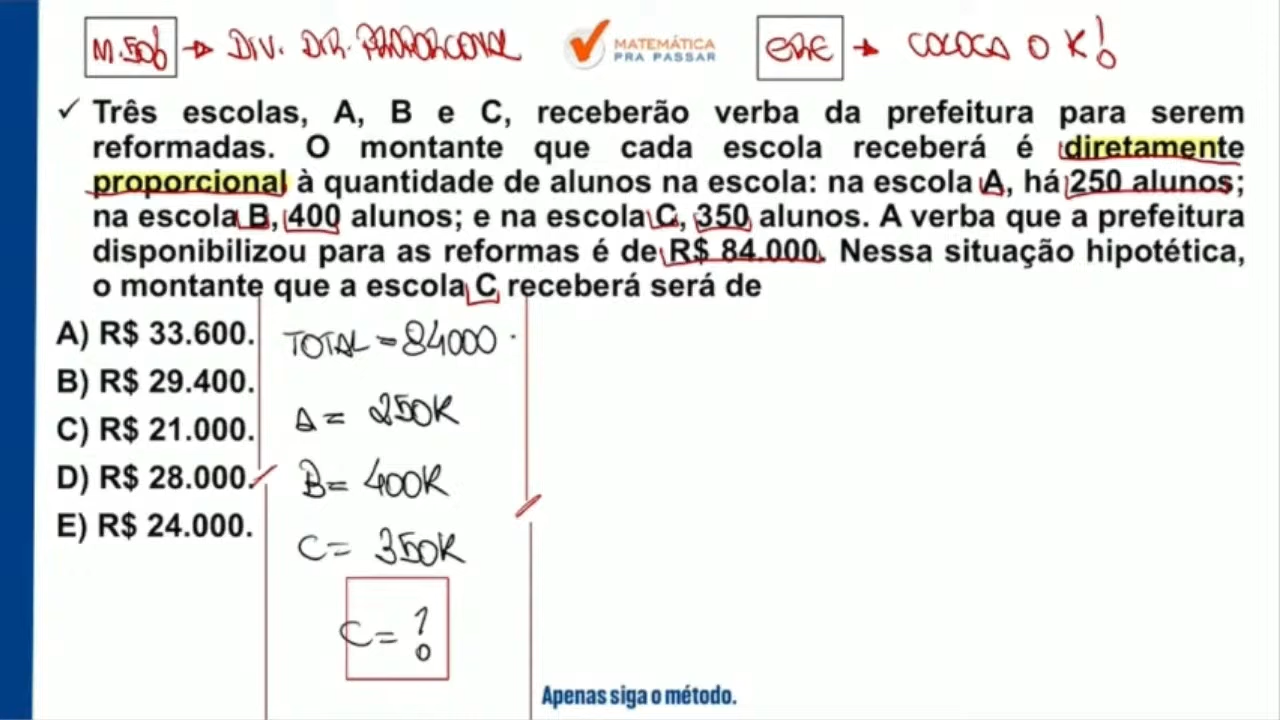 M.50% → DIV. DIR. PROPORCIONAL
MATEMÁTICA
PRA PASSAR
→ COLOCA O K!
✓ Três escolas, A, B e C, receberão verba da prefeitura para serem
reformadas. O montante que cada escola receberá é diretamente
proporcional à quantidade de alunos na escola: na escola A, há 250 alunos;
na escola B, 400 alunos; e na escola C, 350 alunos. A verba que a prefeitura
disponibilizou para as reformas é de R$ 84.000. Nessa situação hipotética,
o montante que a escola C receberá será de
A) R$ 33.600.
B) R$ 29.400.
C) R$ 21.000.
D) R$ 28.000.
E) R$ 24.000.
TOTAL = 84000
A = 250K
B = 400K
C = 350K
C = ?
Apenas siga o método.